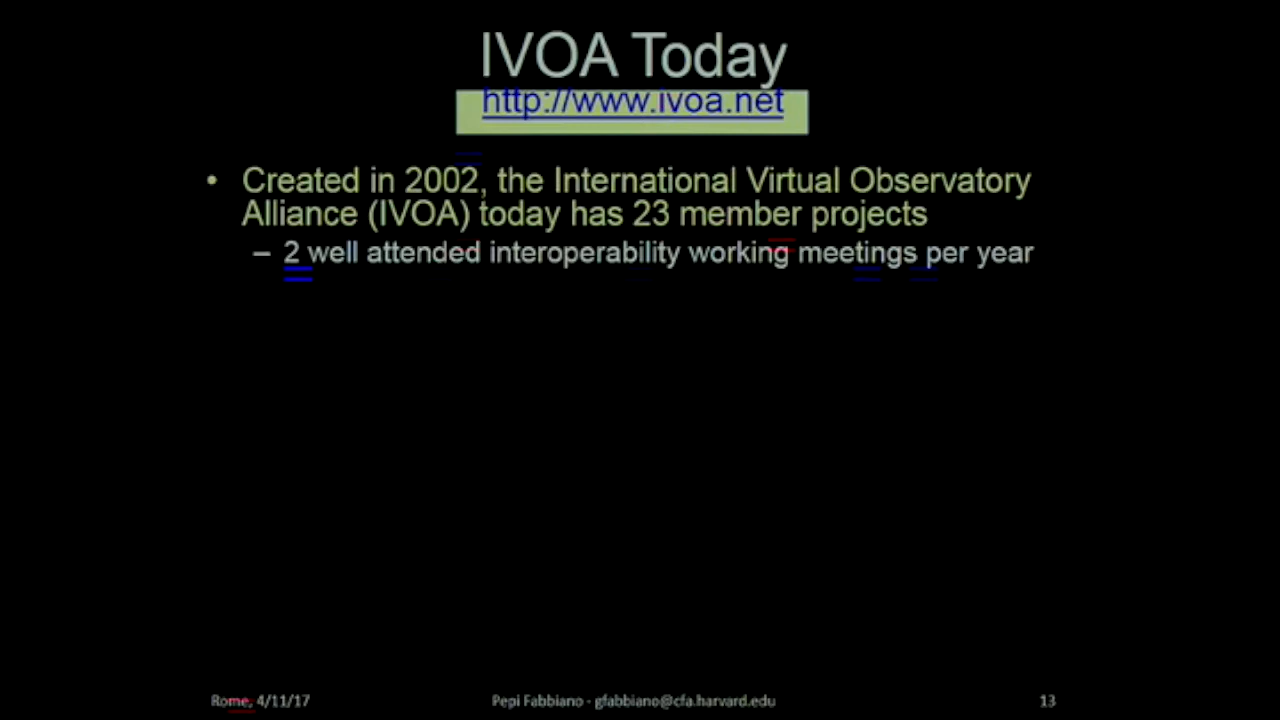 IVOA Today
http://www.ivoa.net
• Created in 2002, the International Virtual Observatory
Alliance (IVOA) today has 23 member projects
– 2 well attended interoperability working meetings per year
Rome, 4/11/17
Pepi Fabbiano - gfabbiano@cfa.harvard.edu
13